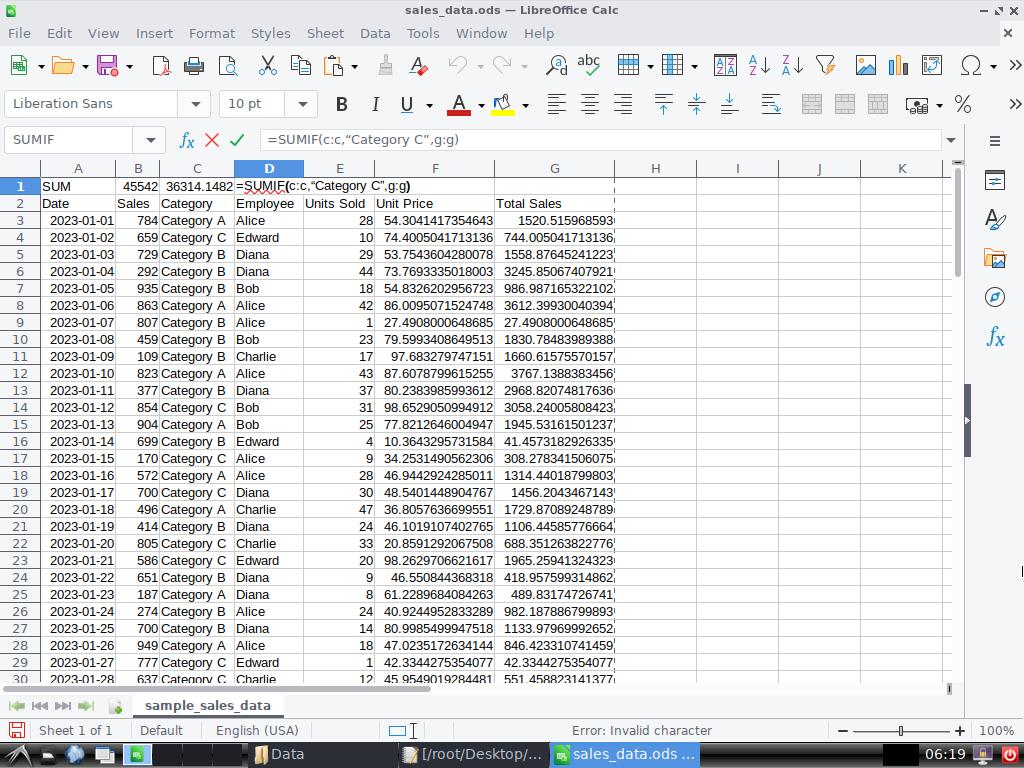 sales_data.ods — LibreOffice Calc
File Edit View Insert Format Styles Sheet Data Tools Window Help
Liberation Sans 10 pt B I U A %
SUMIF fx =SUMIF(c:c,“Category C”,g:g)
A B C D E F G H I J K
1 SUM 45542 36314.1482 =SUMIF(c:c,“Category C”,g:g)
2 Date Sales Category Employee Units Sold Unit Price Total Sales
3 2023-01-01 784 Category A Alice 28 54.3041417354643 1520.515968593
4 2023-01-02 659 Category C Edward 10 74.4005041713136 744.005041713136
5 2023-01-03 729 Category B Diana 29 53.7543604280078 1558.87645241223
6 2023-01-04 292 Category B Diana 44 73.7693335018003 3245.85067407921
7 2023-01-05 935 Category B Bob 18 54.8326202956723 986.987165322102
8 2023-01-06 863 Category A Alice 42 86.0095071524748 3612.39930040394
9 2023-01-07 807 Category B Alice 1 27.4908000648685 27.4908000648685
10 2023-01-08 459 Category B Bob 23 79.5993408649513 1830.78483989388
11 2023-01-09 109 Category B Charlie 17 97.683279747151 1660.61575570157
12 2023-01-10 823 Category A Alice 43 87.6078799615255 3767.1388383456
13 2023-01-11 377 Category B Diana 37 80.2383985993612 2968.82074817636
14 2023-01-12 854 Category C Bob 31 98.6529050994912 3058.24005808423
15 2023-01-13 904 Category A Bob 25 77.8212646004947 1945.53161501237
16 2023-01-14 699 Category B Edward 4 10.3643295731584 41.4573182926335
17 2023-01-15 170 Category C Alice 9 34.2531490562306 308.278341506075
18 2023-01-16 572 Category A Alice 28 46.9442924285011 1314.44018799803
19 2023-01-17 700 Category C Diana 30 48.5401448904767 1456.2043467143
20 2023-01-18 496 Category A Charlie 47 36.8057636699551 1729.87089248789
21 2023-01-19 414 Category B Diana 24 46.1019107402765 1106.44585776664
22 2023-01-20 805 Category C Charlie 33 20.8591292067508 688.351263822776
23 2023-01-21 586 Category C Edward 20 98.2629706621617 1965.25941324323
24 2023-01-22 651 Category B Diana 9 46.550844368318 418.957599314862
25 2023-01-23 187 Category A Diana 8 61.2289684084263 489.83174726741
26 2023-01-24 274 Category B Alice 24 40.9244952833289 982.1878867998​93
27 2023-01-25 700 Category B Diana 14 80.9985499947518 1133.97969992652
28 2023-01-26 949 Category A Alice 18 47.0235172634144 846.423310741459
29 2023-01-27 777 Category C Edward 1 42.3344275354077 42.3344275354077
30 2023-01-28 637 Category C Charlie 12 45.9549019284481 551.458823141377
sample_sales_data
Sheet 1 of 1 Default English (USA) Error: Invalid character 100%
Data [/root/Desktop/... sales_data.ods ... 06:19